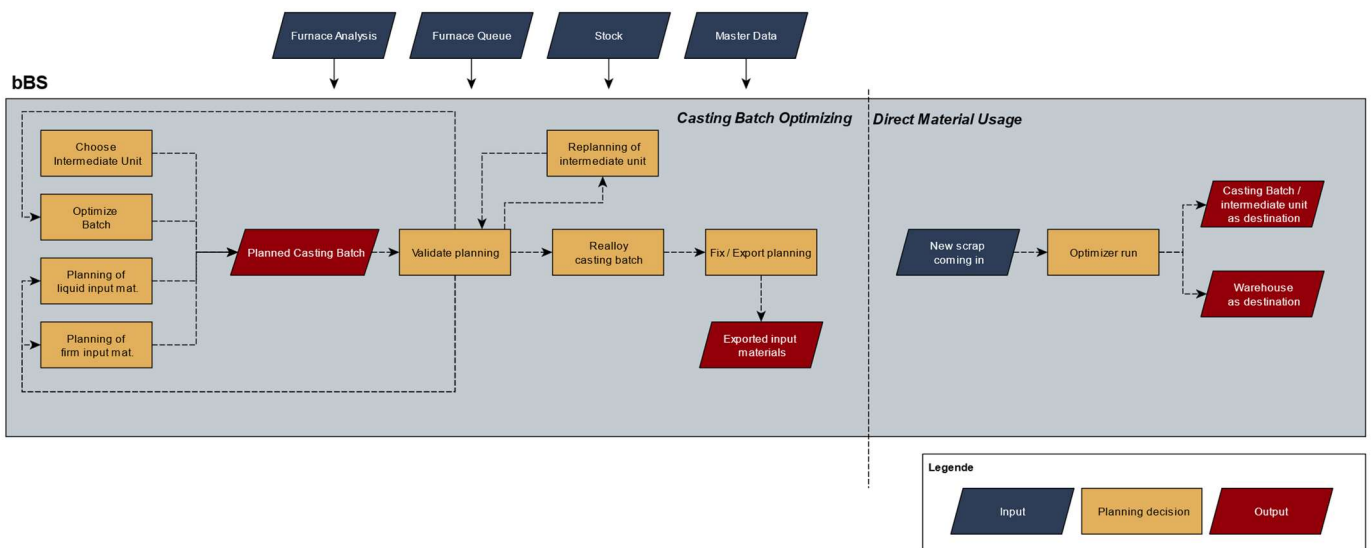 Furnace Analysis
Furnace Queue
Stock
Master Data
bBS
Casting Batch Optimizing
Direct Material Usage
Choose
Intermediate Unit
Replanning of
intermediate unit
Optimize
Batch
Casting Batch /
intermediate unit
as destination
Planned Casting Batch
Validate planning
Realloy
casting batch
Fix / Export planning
New scrap
coming in
Optimizer run
Planning of
liquid input mat.
Warehouse
as destination
Planning of
firm input mat.
Exported input
materials
Legende
Input
Planning decision
Output